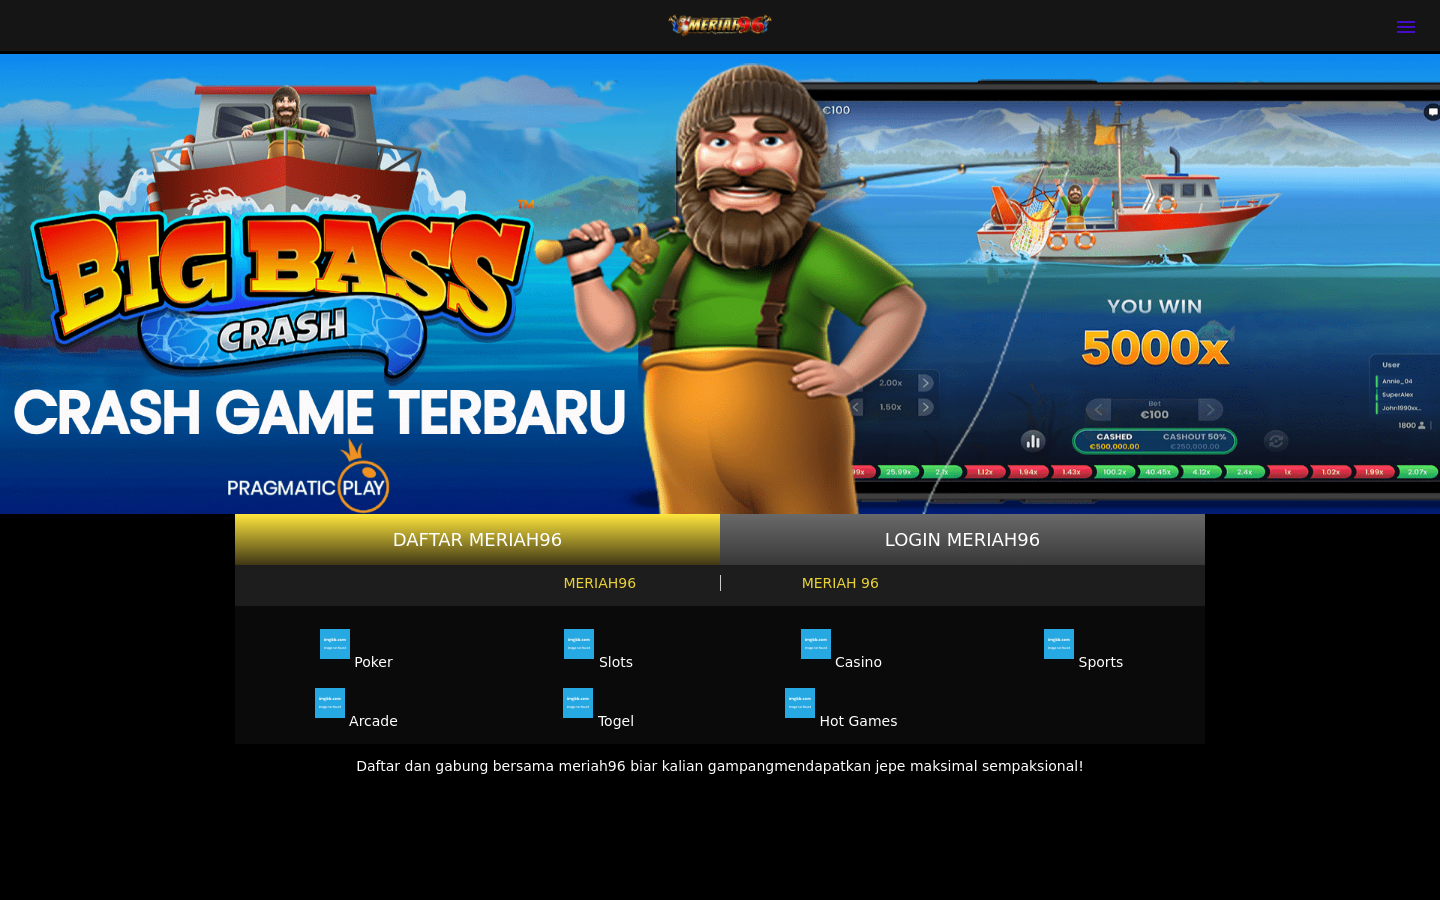 MERIAH96
BIG BASS
TM
CRASH
CRASH GAME TERBARU
PRAGMATIC PLAY
€100
YOU WIN
5000x
User
Annie_04
SuperAlex
John1990xx...
1800
2.00x
1.50x
Bet
€100
CASHED
€500,000.00
CASHOUT 50%
€250,000.00
99x 25.99x 2.1x 1.12x 1.94x 1.43x 100.2x 40.45x 4.12x 2.4x 1x 1.02x 1.99x 2.07x
DAFTAR MERIAH96 LOGIN MERIAH96
MERIAH96 | MERIAH 96
Poker Slots Casino Sports
Arcade Togel Hot Games
Daftar dan gabung bersama meriah96 biar kalian gampangmendapatkan jepe maksimal sempaksional!